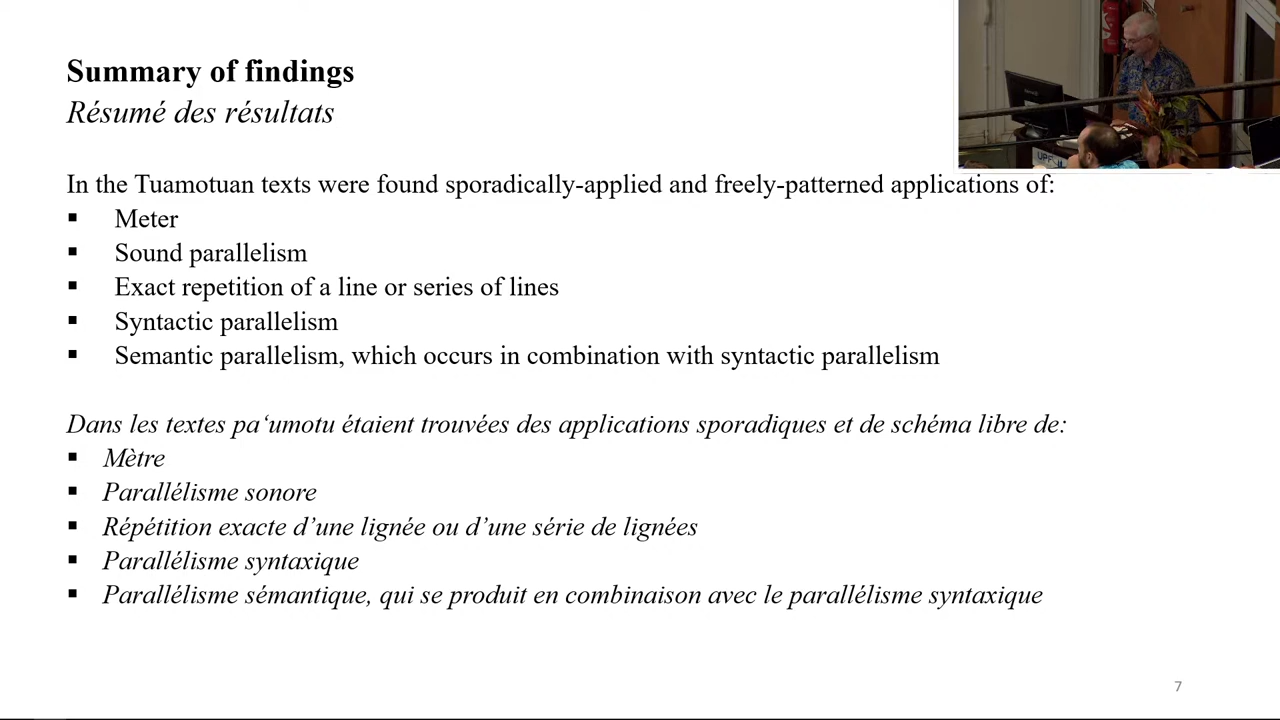 Summary of findings
Résumé des résultats
In the Tuamotuan texts were found sporadically-applied and freely-patterned applications of:
▪ Meter
▪ Sound parallelism
▪ Exact repetition of a line or series of lines
▪ Syntactic parallelism
▪ Semantic parallelism, which occurs in combination with syntactic parallelism
Dans les textes pa‘umotu étaient trouvées des applications sporadiques et de schéma libre de:
▪ Mètre
▪ Parallélisme sonore
▪ Répétition exacte d’une lignée ou d’une série de lignées
▪ Parallélisme syntaxique
▪ Parallélisme sémantique, qui se produit en combinaison avec le parallélisme syntaxique
7